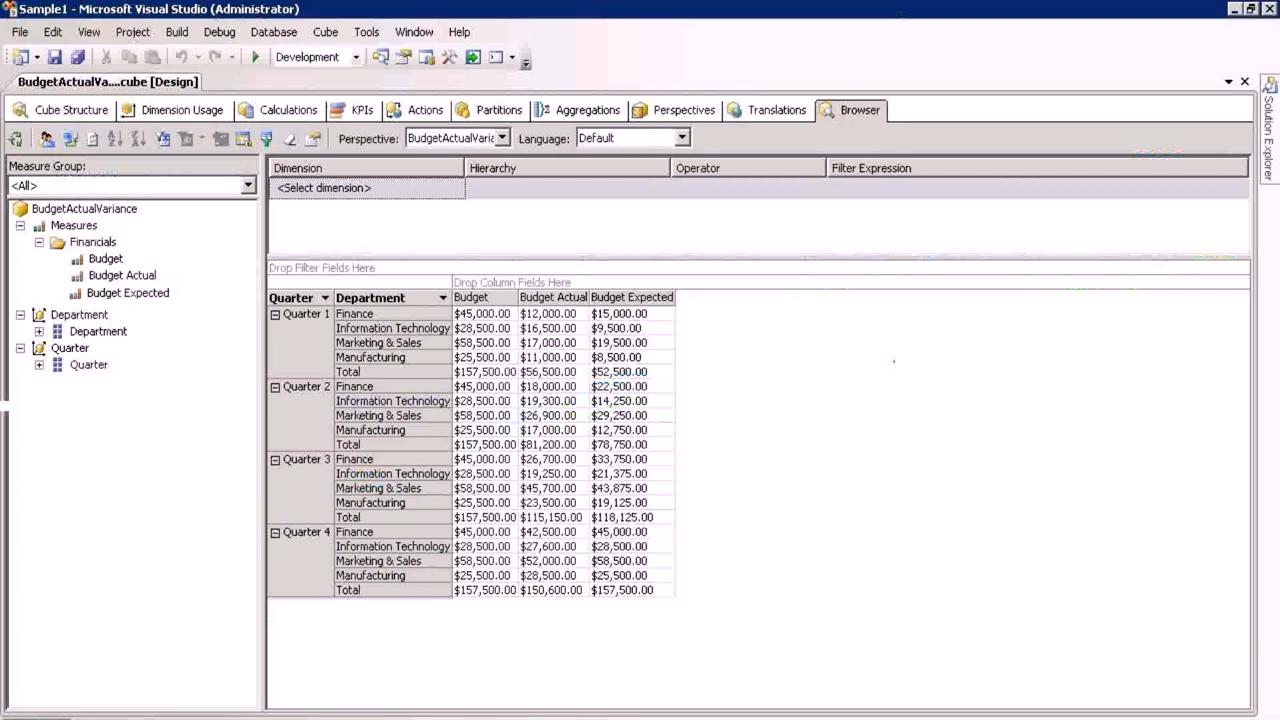 Sample1 - Microsoft Visual Studio (Administrator)
File Edit View Project Build Debug Database Cube Tools Window Help
Development
BudgetActualVa....cube [Design]
Cube Structure Dimension Usage Calculations KPIs Actions Partitions Aggregations Perspectives Translations Browser
Perspective: BudgetActualVaria Language: Default
Measure Group:
<All>
BudgetActualVariance
Measures
Financials
Budget
Budget Actual
Budget Expected
Department
Department
Quarter
Quarter
Dimension Hierarchy Operator Filter Expression
<Select dimension>
Drop Filter Fields Here
Drop Column Fields Here
Quarter Department Budget Budget Actual Budget Expected
Quarter 1 Finance $45,000.00 $12,000.00 $15,000.00
Information Technology $28,500.00 $16,500.00 $9,500.00
Marketing & Sales $58,500.00 $17,000.00 $19,500.00
Manufacturing $25,500.00 $11,000.00 $8,500.00
Total $157,500.00 $56,500.00 $52,500.00
Quarter 2 Finance $45,000.00 $18,000.00 $22,500.00
Information Technology $28,500.00 $19,300.00 $14,250.00
Marketing & Sales $58,500.00 $26,900.00 $29,250.00
Manufacturing $25,500.00 $17,000.00 $12,750.00
Total $157,500.00 $81,200.00 $78,750.00
Quarter 3 Finance $45,000.00 $26,700.00 $33,750.00
Information Technology $28,500.00 $19,250.00 $21,375.00
Marketing & Sales $58,500.00 $45,700.00 $43,875.00
Manufacturing $25,500.00 $23,500.00 $19,125.00
Total $157,500.00 $115,150.00 $118,125.00
Quarter 4 Finance $45,000.00 $42,500.00 $45,000.00
Information Technology $28,500.00 $27,600.00 $28,500.00
Marketing & Sales $58,500.00 $52,000.00 $58,500.00
Manufacturing $25,500.00 $28,500.00 $25,500.00
Total $157,500.00 $150,600.00 $157,500.00
Solution Explorer